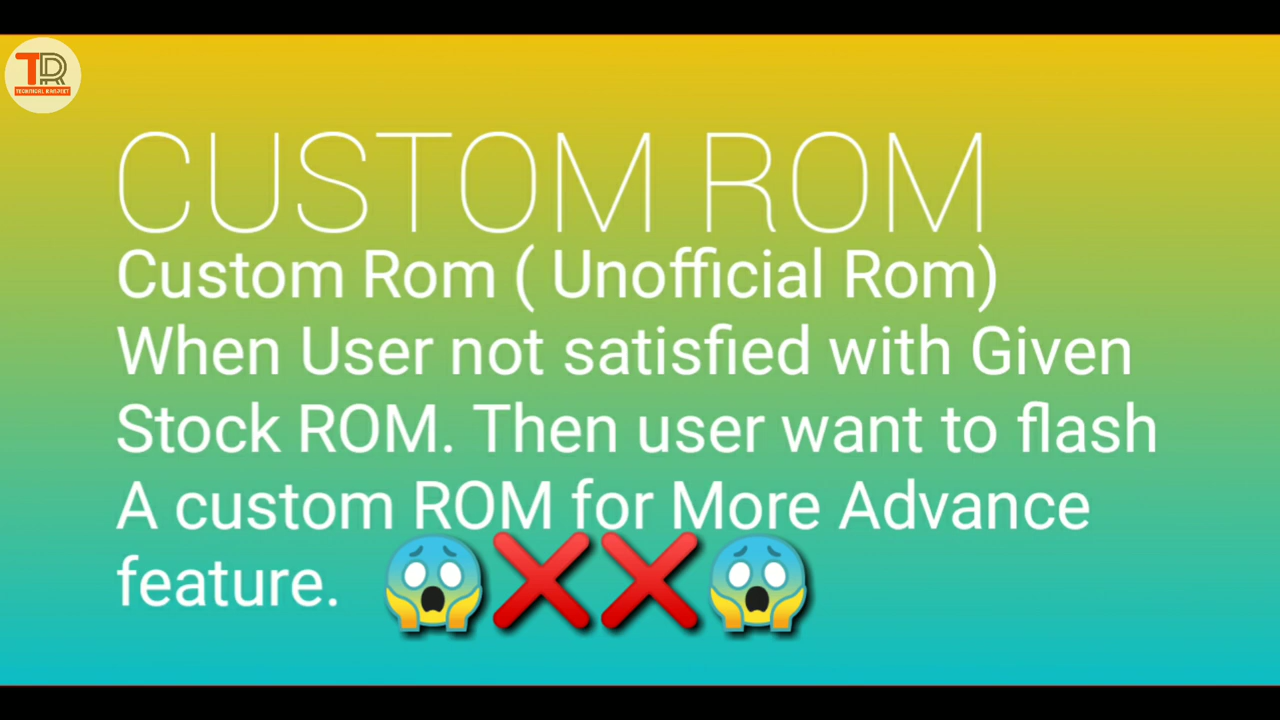 TR
CUSTOM ROM
Custom Rom ( Unofficial Rom)
When User not satisfied with Given
Stock ROM. Then user want to flash
A custom ROM for More Advance
feature. 😱❌❌😱